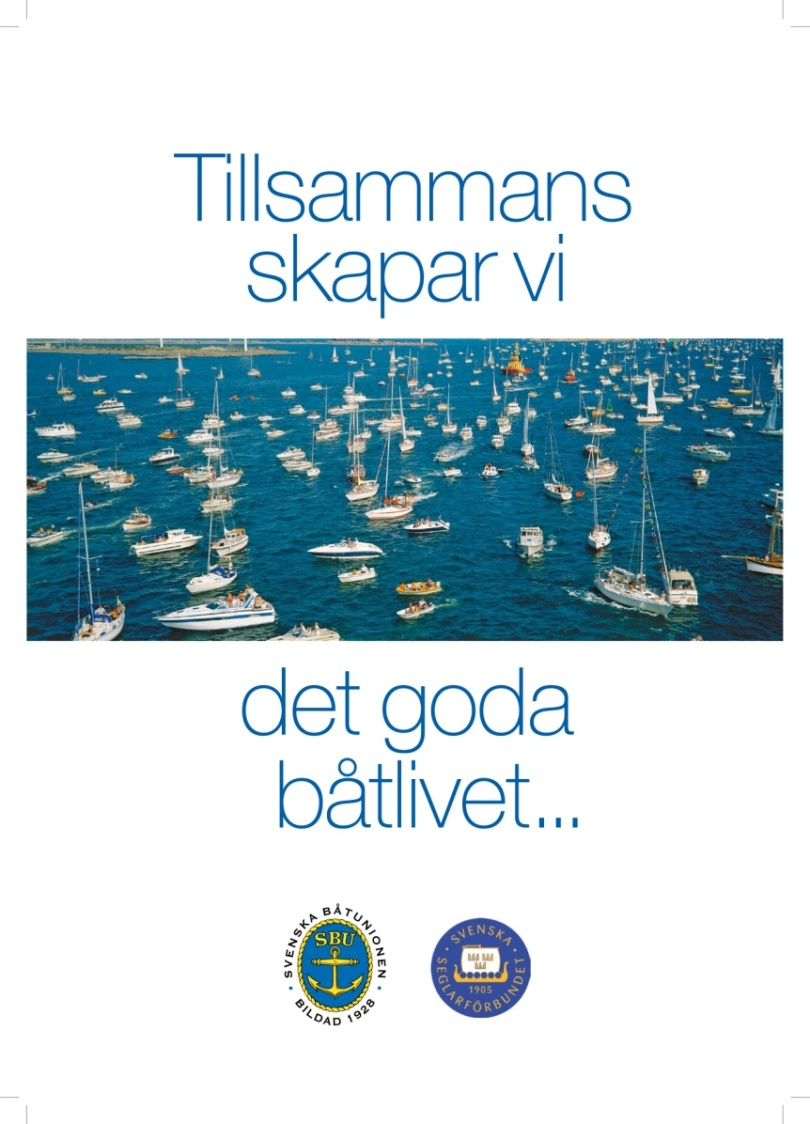 Tillsammans
skapar vi
det goda
båtlivet...
SVENSKA BÅTUNIONEN
SBU
BILDAD 1928
SVENSKA
SEGLARFÖRBUNDET
1905